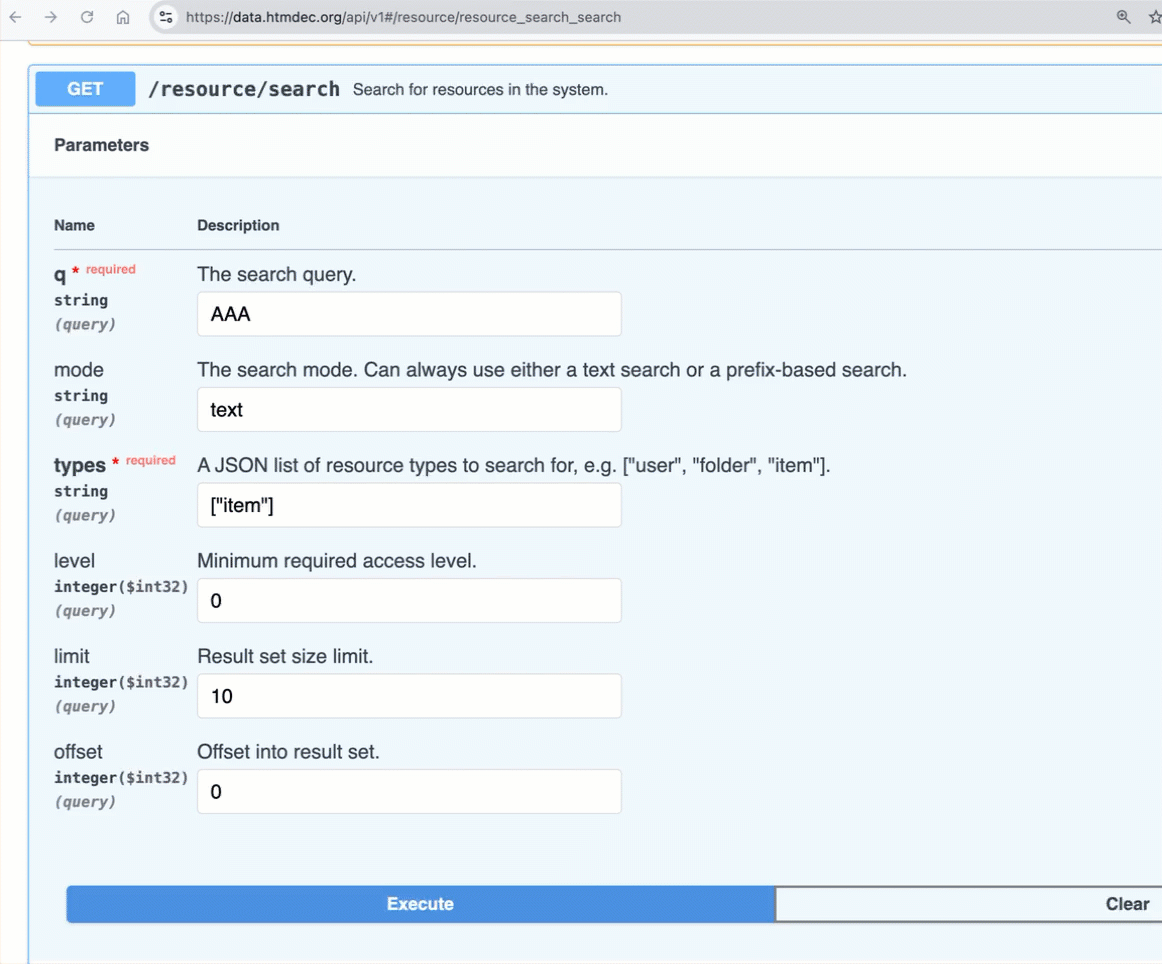 https://data.htmdec.org/api/v1#/resource/resource_search_search
GET /resource/search Search for resources in the system.
Parameters
Name Description
q * required The search query.
string
(query) AAA
mode The search mode. Can always use either a text search or a prefix-based search.
string
(query) text
types * required A JSON list of resource types to search for, e.g. ["user", "folder", "item"].
string
(query) ["item"]
level Minimum required access level.
integer($int32)
(query) 0
limit Result set size limit.
integer($int32)
(query) 10
offset Offset into result set.
integer($int32)
(query) 0
Execute Clear